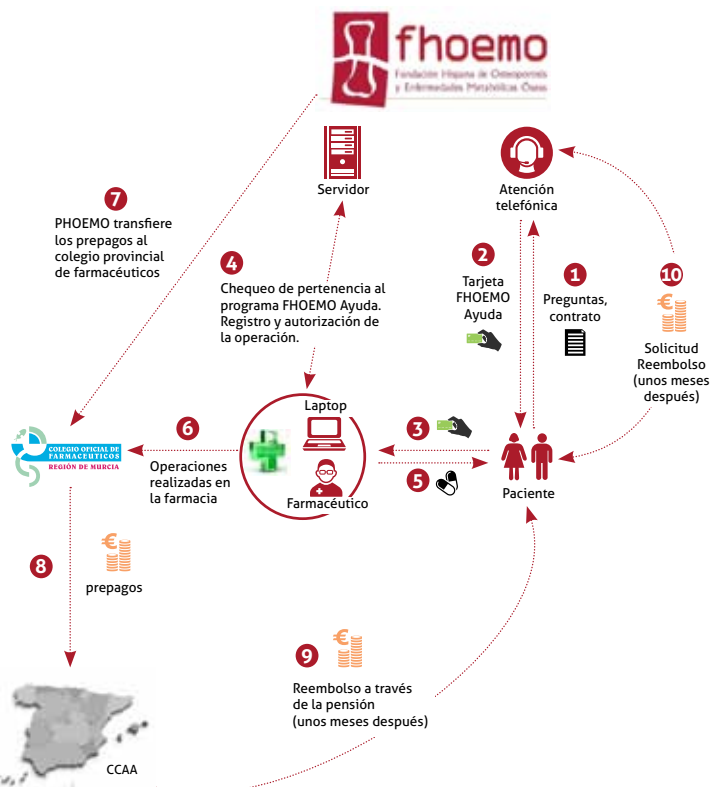 fhoemo
Fundación Hispana de Osteoporosis
y Enfermedades Metabólicas Óseas
Servidor
Atención
telefónica
7
PHOEMO transfiere
los prepagos al
colegio provincial
de farmacéuticos
4
Chequeo de pertenencia al
programa FHOEMO Ayuda.
Registro y autorización de
la operación.
2
Tarjeta
FHOEMO
Ayuda
1
Preguntas,
contrato
10
€
Solicitud
Reembolso
(unos meses
después)
COLEGIO OFICIAL DE
FARMACEUTICOS
REGIÓN DE MURCIA
6
Operaciones
realizadas en
la farmacia
Laptop
Farmacéutico
3
5
Paciente
8
€
prepagos
9
€
Reembolso a través
de la pensión
(unos meses después)
CCAA